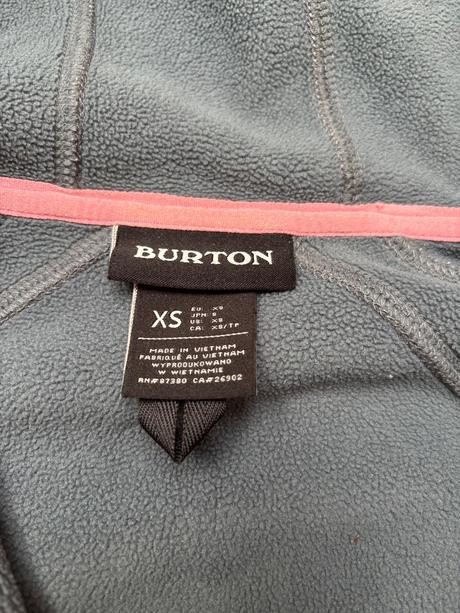 BURTON
XS
EU: XS
JPN: S
US: XS
CA: XS/TP
MADE IN VIETNAM
FABRIQUÉ AU VIETNAM
WYPRODUKOWANO
W WIETNAMIE
RN#87380 CA#26902